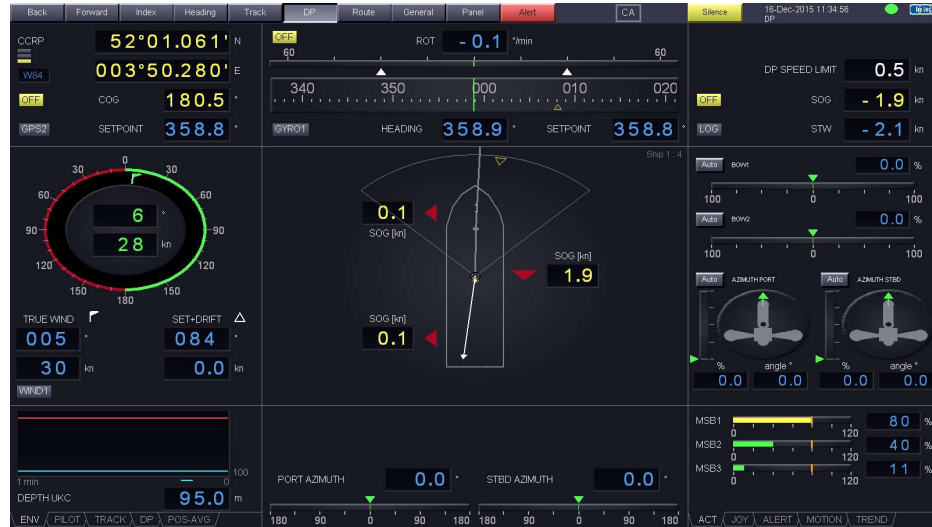 Back Forward Index Heading Track DP Route General Panel Alert CA Silence 16-Dec-2015 11:34:56
DP
CCRP 52°01.061' N
W84 003°50.280' E
OFF COG 180.5 °
GPS2 SETPOINT 358.8 °
OFF ROT - 0.1 °/min
60 60
340 350 000 010 020
GYRO1 HEADING 358.9 ° SETPOINT 358.8 °
DP SPEED LIMIT 0.5 kn
OFF SOG - 1.9 kn
LOG STW - 2.1 kn
0
30 30
60 60
90 90
120 120
150 150
180
6 °
28 kn
TRUE WIND SET+DRIFT
005 ° 084 °
30 kn 0.0 kn
WIND1
Ship 1 : 4
0.1
SOG [kn]
SOG [kn]
1.9
SOG [kn]
0.1
Auto BOW1 0.0 %
100 0 100
Auto BOW2 0.0 %
100 0 100
Auto AZIMUTH PORT Auto AZIMUTH STBD
% angle ° % angle °
0.0 0.0 0.0 0.0
100
1 min 0
DEPTH UKC 95.0 m
ENV PILOT TRACK DP POS-AVG
PORT AZIMUTH 0.0 ° STBD AZIMUTH 0.0 °
180 90 0 90 180 180 90 0 90 180
MSB1 80 %
0 120
MSB2 40 %
0 120
MSB3 11 %
0 120
ACT JOY ALERT MOTION TREND